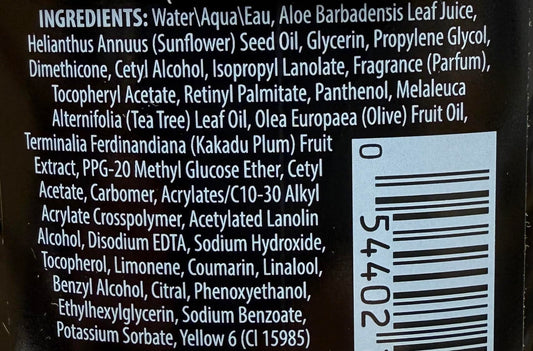 INGREDIENTS: Water\Aqua\Eau, Aloe Barbadensis Leaf Juice,
Helianthus Annuus (Sunflower) Seed Oil, Glycerin, Propylene Glycol,
Dimethicone, Cetyl Alcohol, Isopropyl Lanolate, Fragrance (Parfum),
Tocopheryl Acetate, Retinyl Palmitate, Panthenol, Melaleuca
Alternifolia (Tea Tree) Leaf Oil, Olea Europaea (Olive) Fruit Oil,
Terminalia Ferdinandiana (Kakadu Plum) Fruit
Extract, PPG-20 Methyl Glucose Ether, Cetyl
Acetate, Carbomer, Acrylates/C10-30 Alkyl
Acrylate Crosspolymer, Acetylated Lanolin
Alcohol, Disodium EDTA, Sodium Hydroxide,
Tocopherol, Limonene, Coumarin, Linalool,
Benzyl Alcohol, Citral, Phenoxyethanol,
Ethylhexylglycerin, Sodium Benzoate,
Potassium Sorbate, Yellow 6 (CI 15985)
0 54402